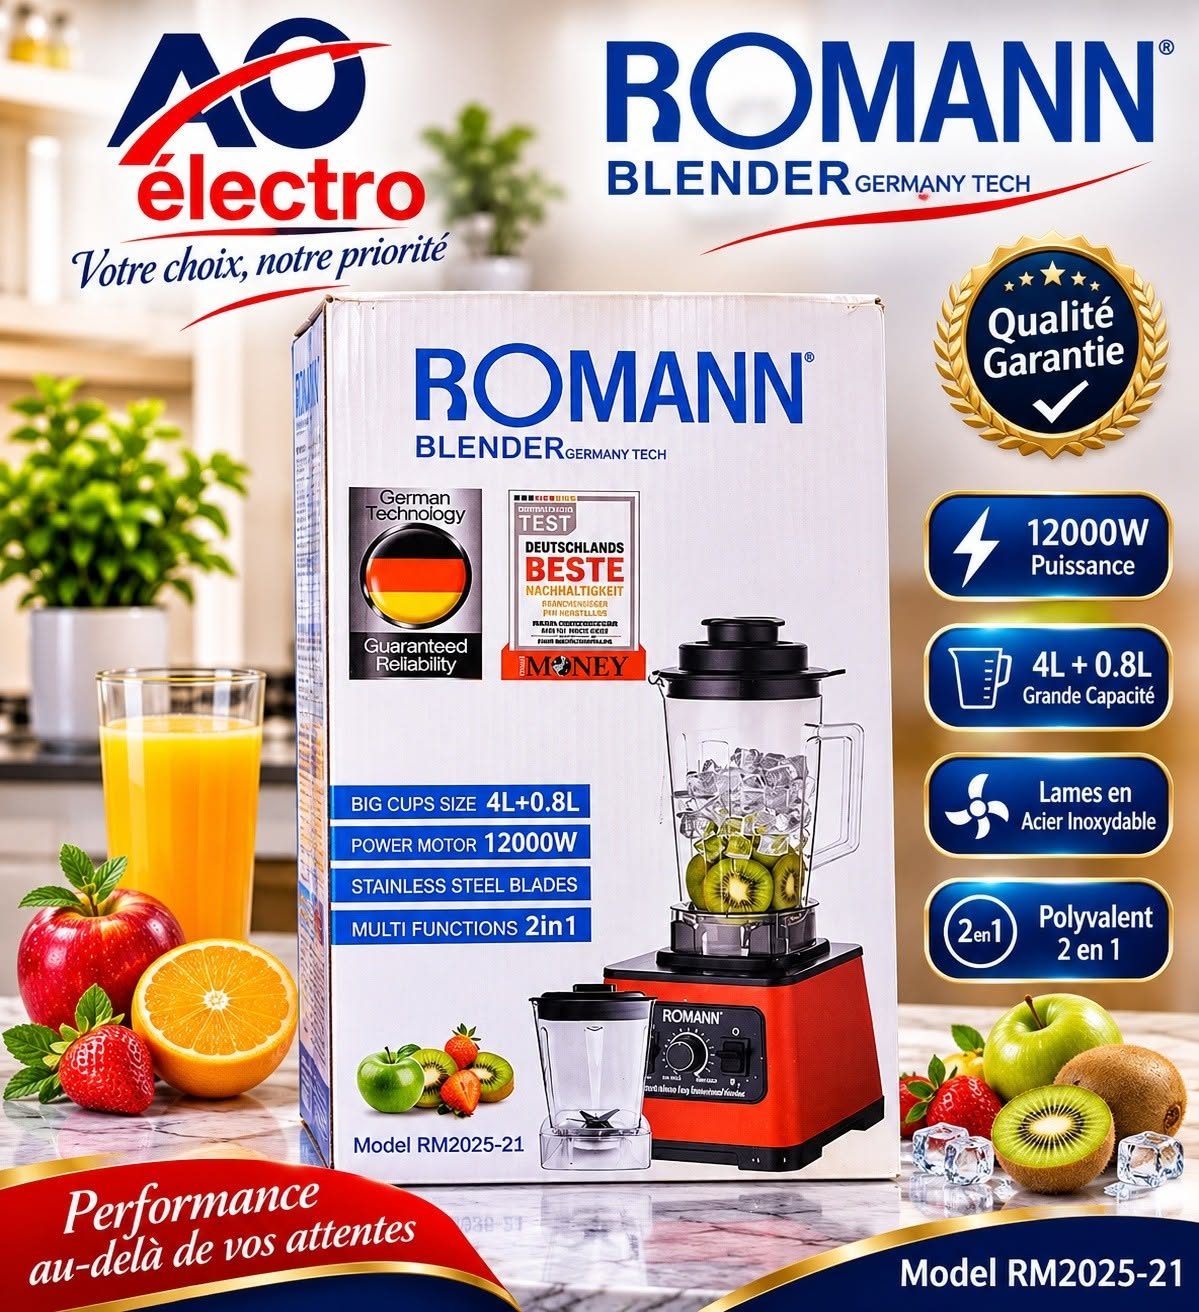 AO
électro
Votre choix, notre priorité
ROMANN®
BLENDER GERMANY TECH
Qualité
Garantie
12000W
Puissance
4L + 0.8L
Grande Capacité
Lames en
Acier Inoxydable
2en1
Polyvalent
2 en 1
ROMANN®
BLENDER GERMANY TECH
German
Technology
Guaranteed
Reliability
TEST
DEUTSCHLANDS
BESTE
NACHHALTIGKEIT
MONEY
BIG CUPS SIZE 4L+0.8L
POWER MOTOR 12000W
STAINLESS STEEL BLADES
MULTI FUNCTIONS 2in1
ROMANN
Model RM2025-21
Performance
au-delà de vos attentes
Model RM2025-21